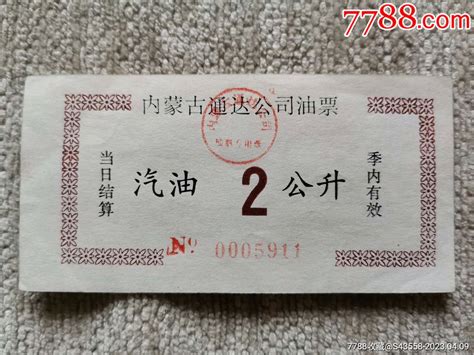 7788.com
内蒙古通达公司油票
当日结算
汽油 2 公升
季内有效
№ 0005911
7788收藏@S43558-2023.04.09